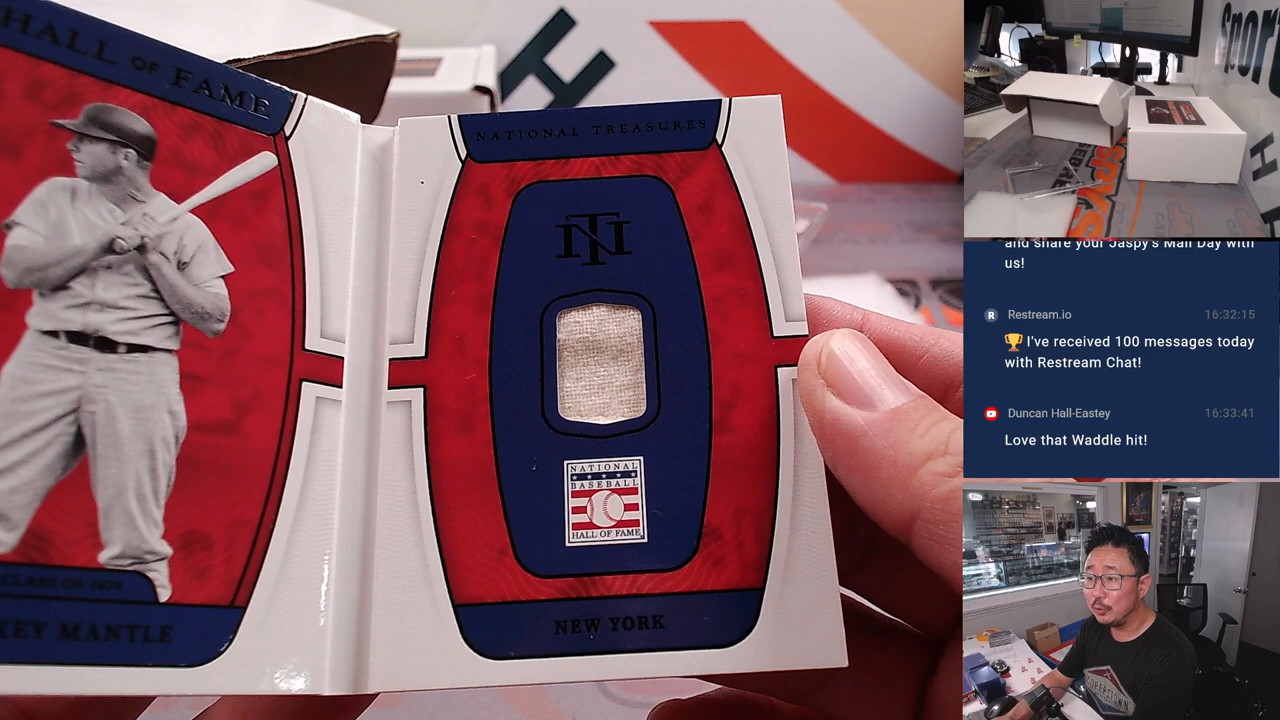 HALL OF FAME
KEY MANTLE
NATIONAL TREASURES
NT
NATIONAL
BASEBALL
HALL OF FAME
NEW YORK
H
Spor
and share your Jaspy's Mail Day with
us!
R Restream.io 16:32:15
🏆 I've received 100 messages today
with Restream Chat!
Duncan Hall-Eastey 16:33:41
Love that Waddle hit!